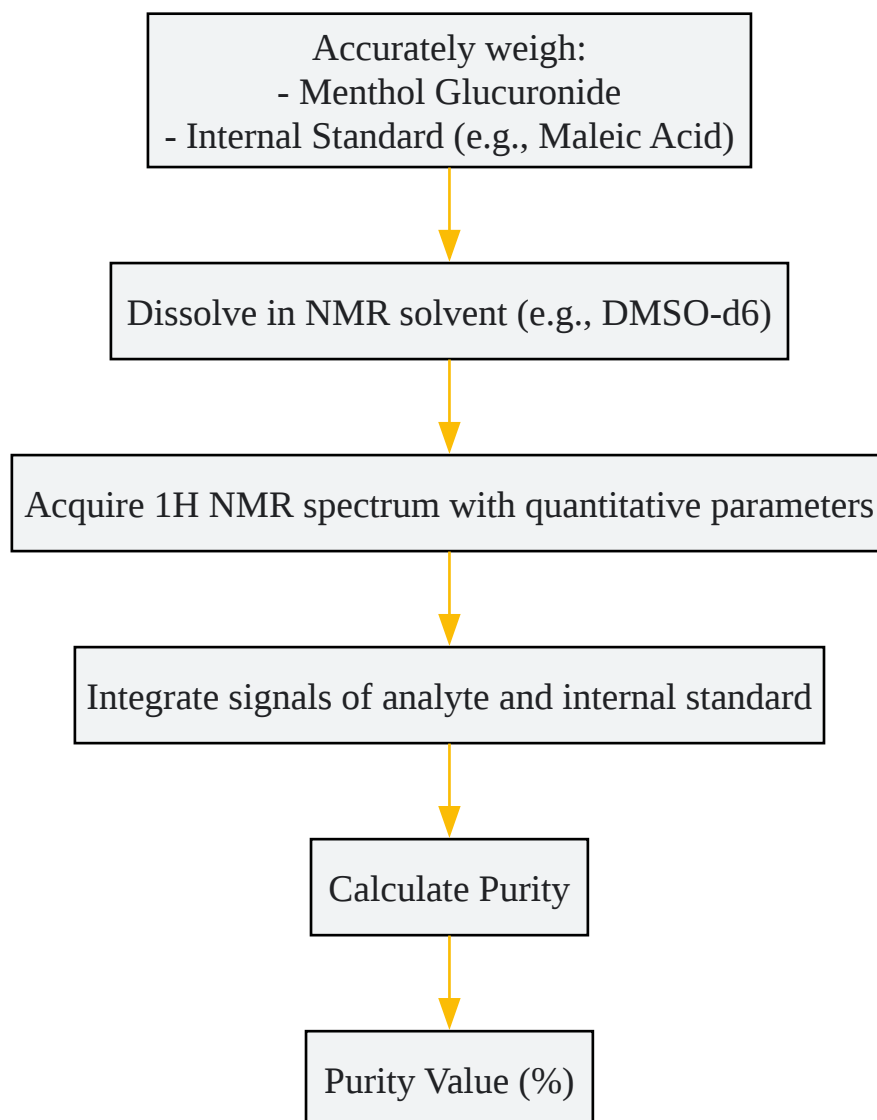 Accurately weigh:
- Menthol Glucuronide
- Internal Standard (e.g., Maleic Acid)
Dissolve in NMR solvent (e.g., DMSO-d6)
Acquire 1H NMR spectrum with quantitative parameters
Integrate signals of analyte and internal standard
Calculate Purity
Purity Value (%)